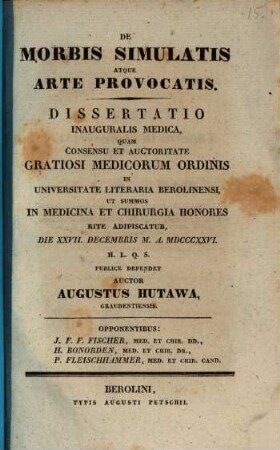 15.
DE
MORBIS SIMULATIS
ATQUE
ARTE PROVOCATIS.
DISSERTATIO
INAUGURALIS MEDICA,
QUAM
CONSENSU ET AUCTORITATE
GRATIOSI MEDICORUM ORDINIS
IN
UNIVERSITATE LITERARIA BEROLINENSI,
UT SUMMOS
IN MEDICINA ET CHIRURGIA HONORES
RITE ADIPISCATUR,
DIE XXVII. DECEMBRIS M. A. MDCCCXXVI.
H. L. Q. S.
PUBLICE DEFENDET
AUCTOR
AUGUSTUS HUTAWA,
GRAUDENTIENSIS.
OPPONENTIBUS:
J. F. F. FISCHER, MED. ET CHIR. DD.,
H. BONORDEN, MED. ET CHIR. DR.,
P. FLEISCHHAMMER, MED. ET CHIR. CAND.
BEROLINI,
TYPIS AUGUSTI PETSCHII.